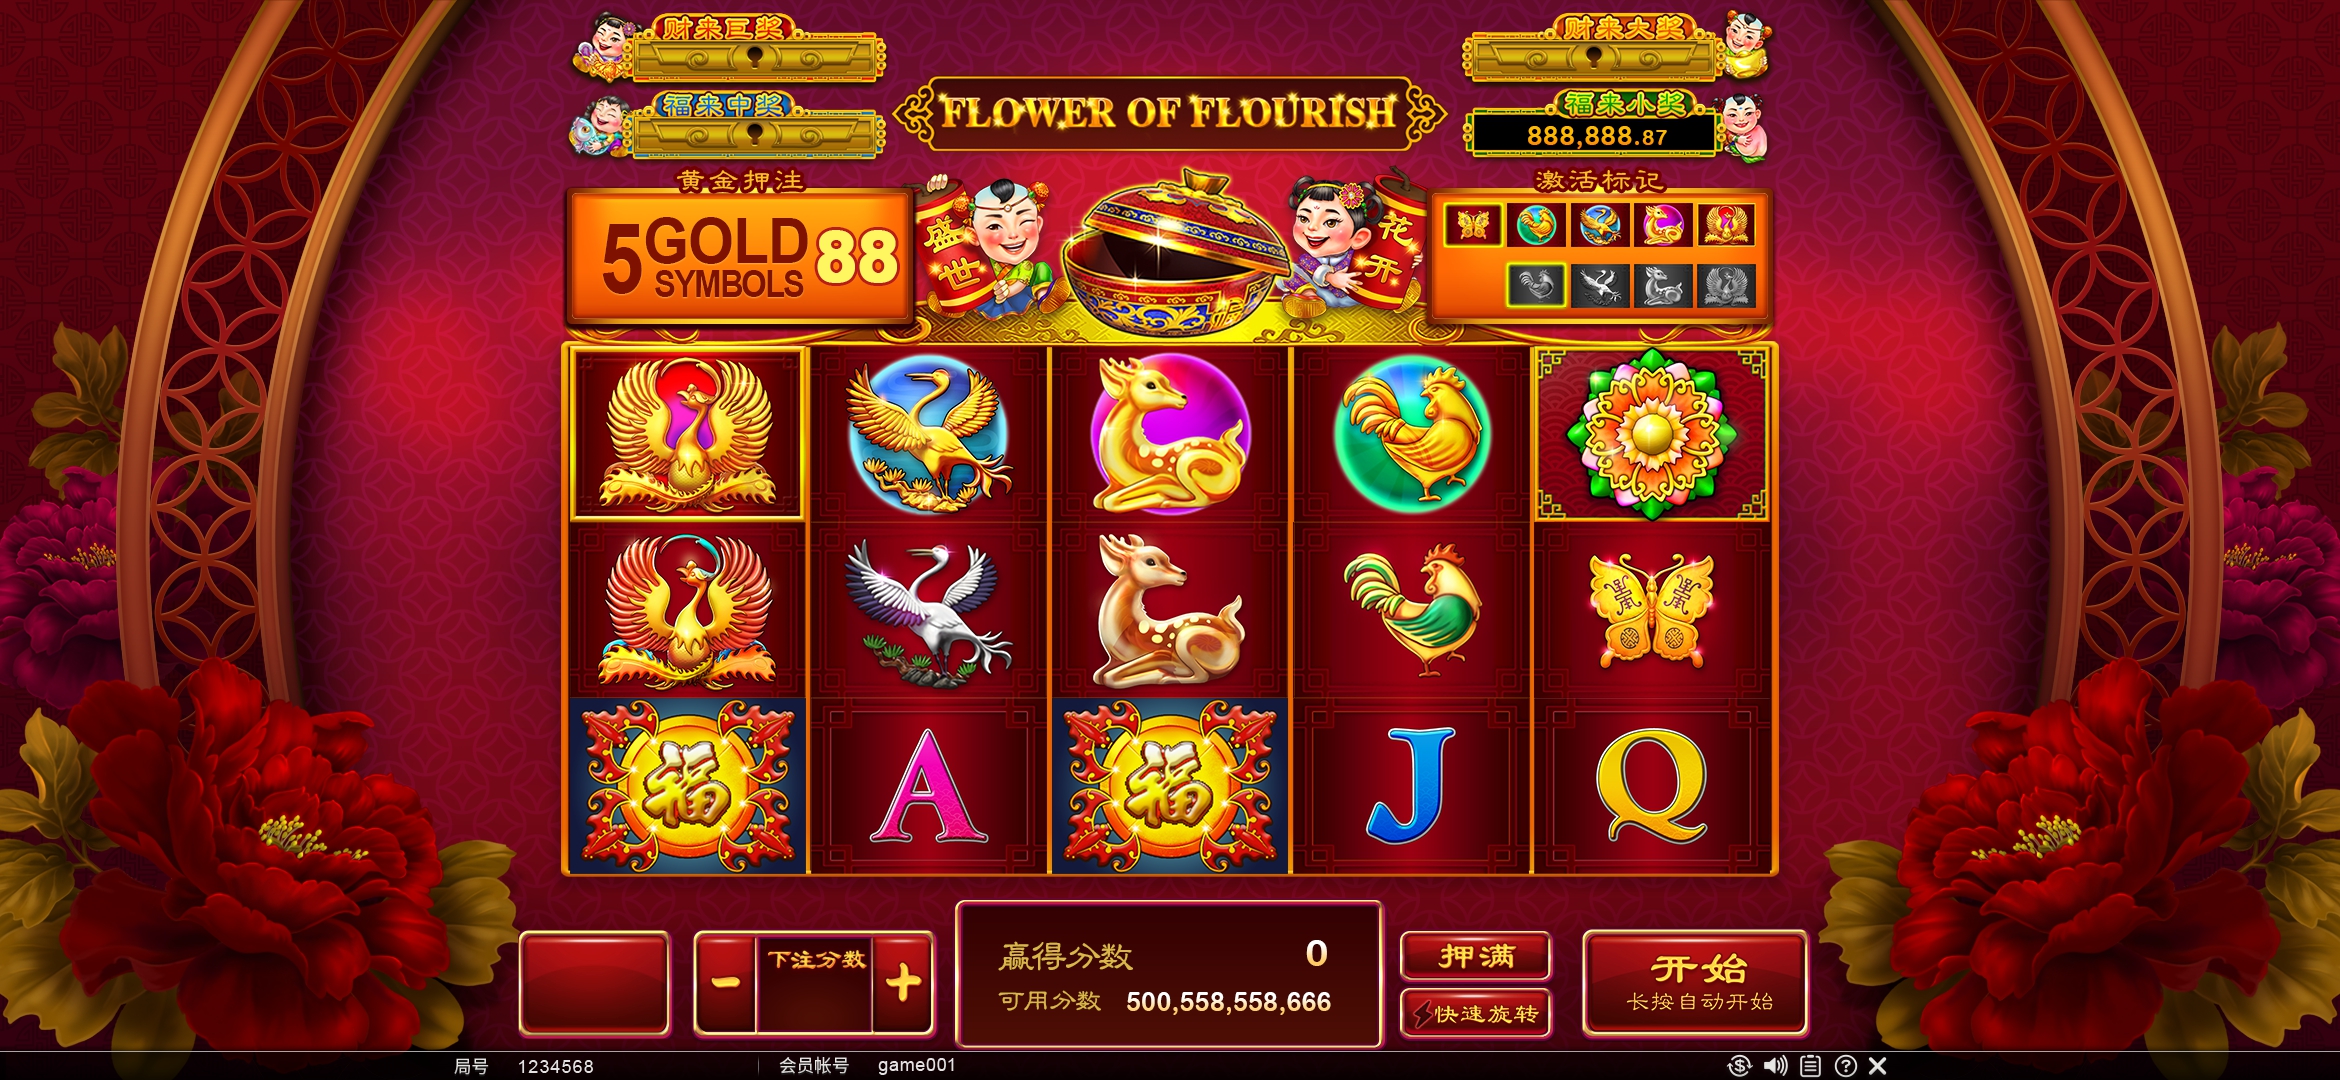 财来巨奖
财来大奖
福来中奖
福来小奖
FLOWER OF FLOURISH
888,888.87
黄金押注
激活标记
5 GOLD SYMBOLS 88
盛世
花开
福
A
福
J
Q
下注分数
- +
赢得分数 0
可用分数 500,558,558,666
押满
快速旋转
开始
长按自动开始
局号 1234568
会员帐号 game001